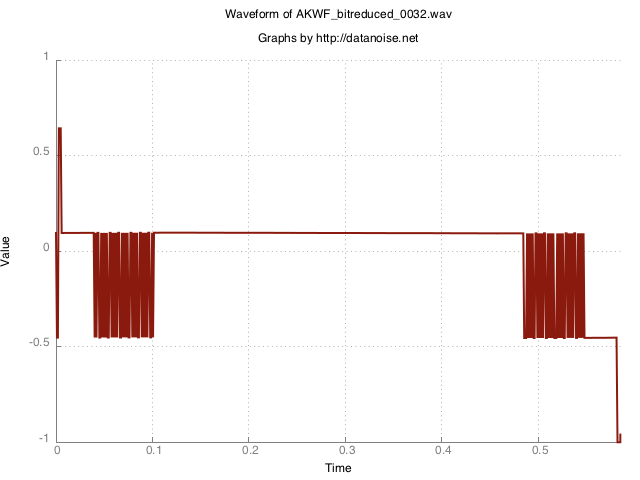 Waveform of AKWF_bitreduced_0032.wav
Graphs by http://datanoise.net
1
0.5
0
-0.5
-1
Value
0 0.1 0.2 0.3 0.4 0.5
Time